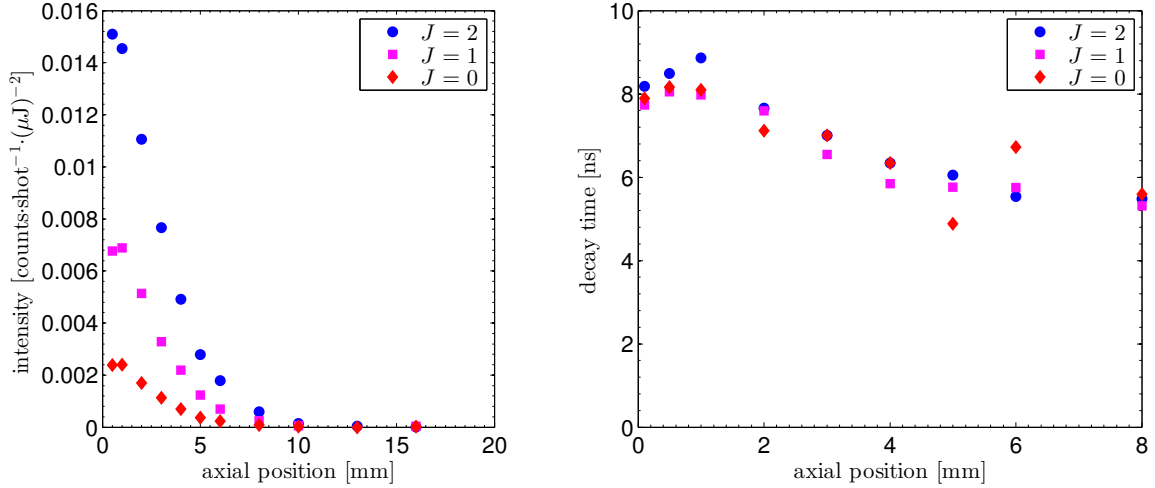 0.016
0.014
0.012
0.01
0.008
0.006
0.004
0.002
0
intensity [counts·shot⁻¹·(μJ)⁻²]
J = 2
J = 1
J = 0
0 5 10 15 20
axial position [mm]
10
8
6
4
2
0
decay time [ns]
J = 2
J = 1
J = 0
0 2 4 6 8
axial position [mm]